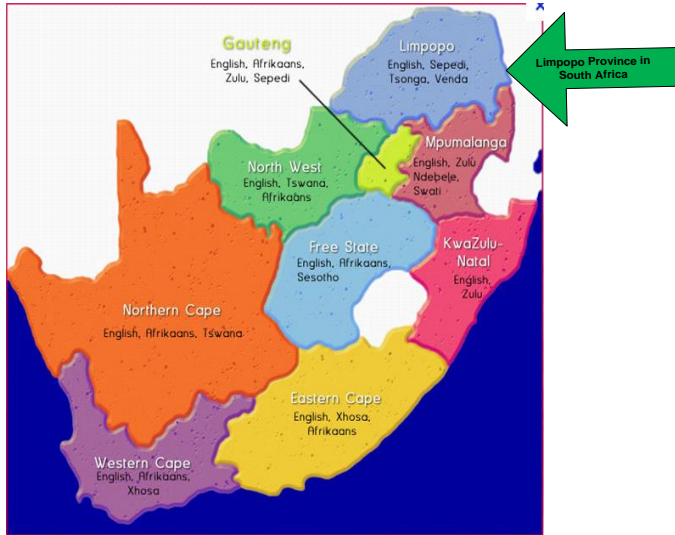 Gauteng
English, Afrikaans,
Zulu, Sepedi
Limpopo
English, Sepedi,
Tsonga, Venda
Limpopo Province in
South Africa
Mpumalanga
English, Zulu
Ndebele,
Swati
North West
English, Tswana,
Afrikaans
Free State
English, Afrikaans,
Sesotho
KwaZulu-
Natal
English,
Zulu
Northern Cape
English, Afrikaans, Tswana
Eastern Cape
English, Xhosa,
Afrikaans
Western Cape
English, Afrikaans,
Xhosa